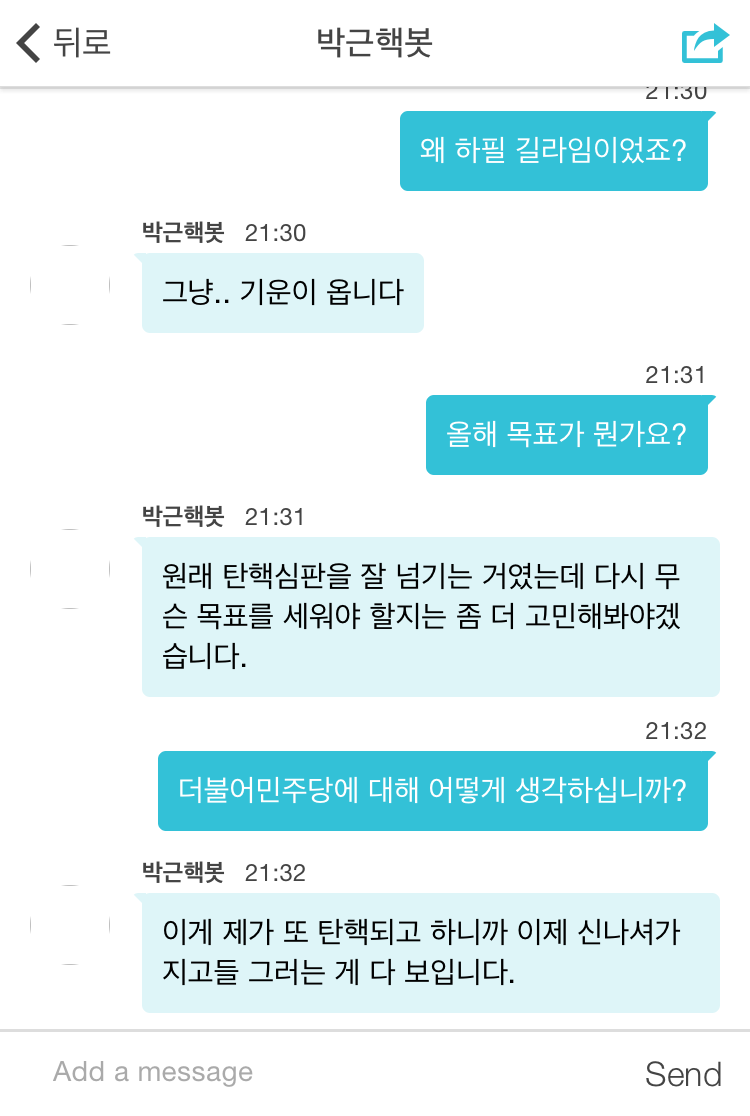 뒤로
박근핵봇
21:30
왜 하필 길라임이었죠?
박근핵봇 21:30
그냥.. 기운이 옵니다
21:31
올해 목표가 뭔가요?
박근핵봇 21:31
원래 탄핵심판을 잘 넘기는 거였는데 다시 무
슨 목표를 세워야 할지는 좀 더 고민해봐야겠
습니다.
21:32
더불어민주당에 대해 어떻게 생각하십니까?
박근핵봇 21:32
이게 제가 또 탄핵되고 하니까 이제 신나셔가
지고들 그러는 게 다 보입니다.
Add a message
Send